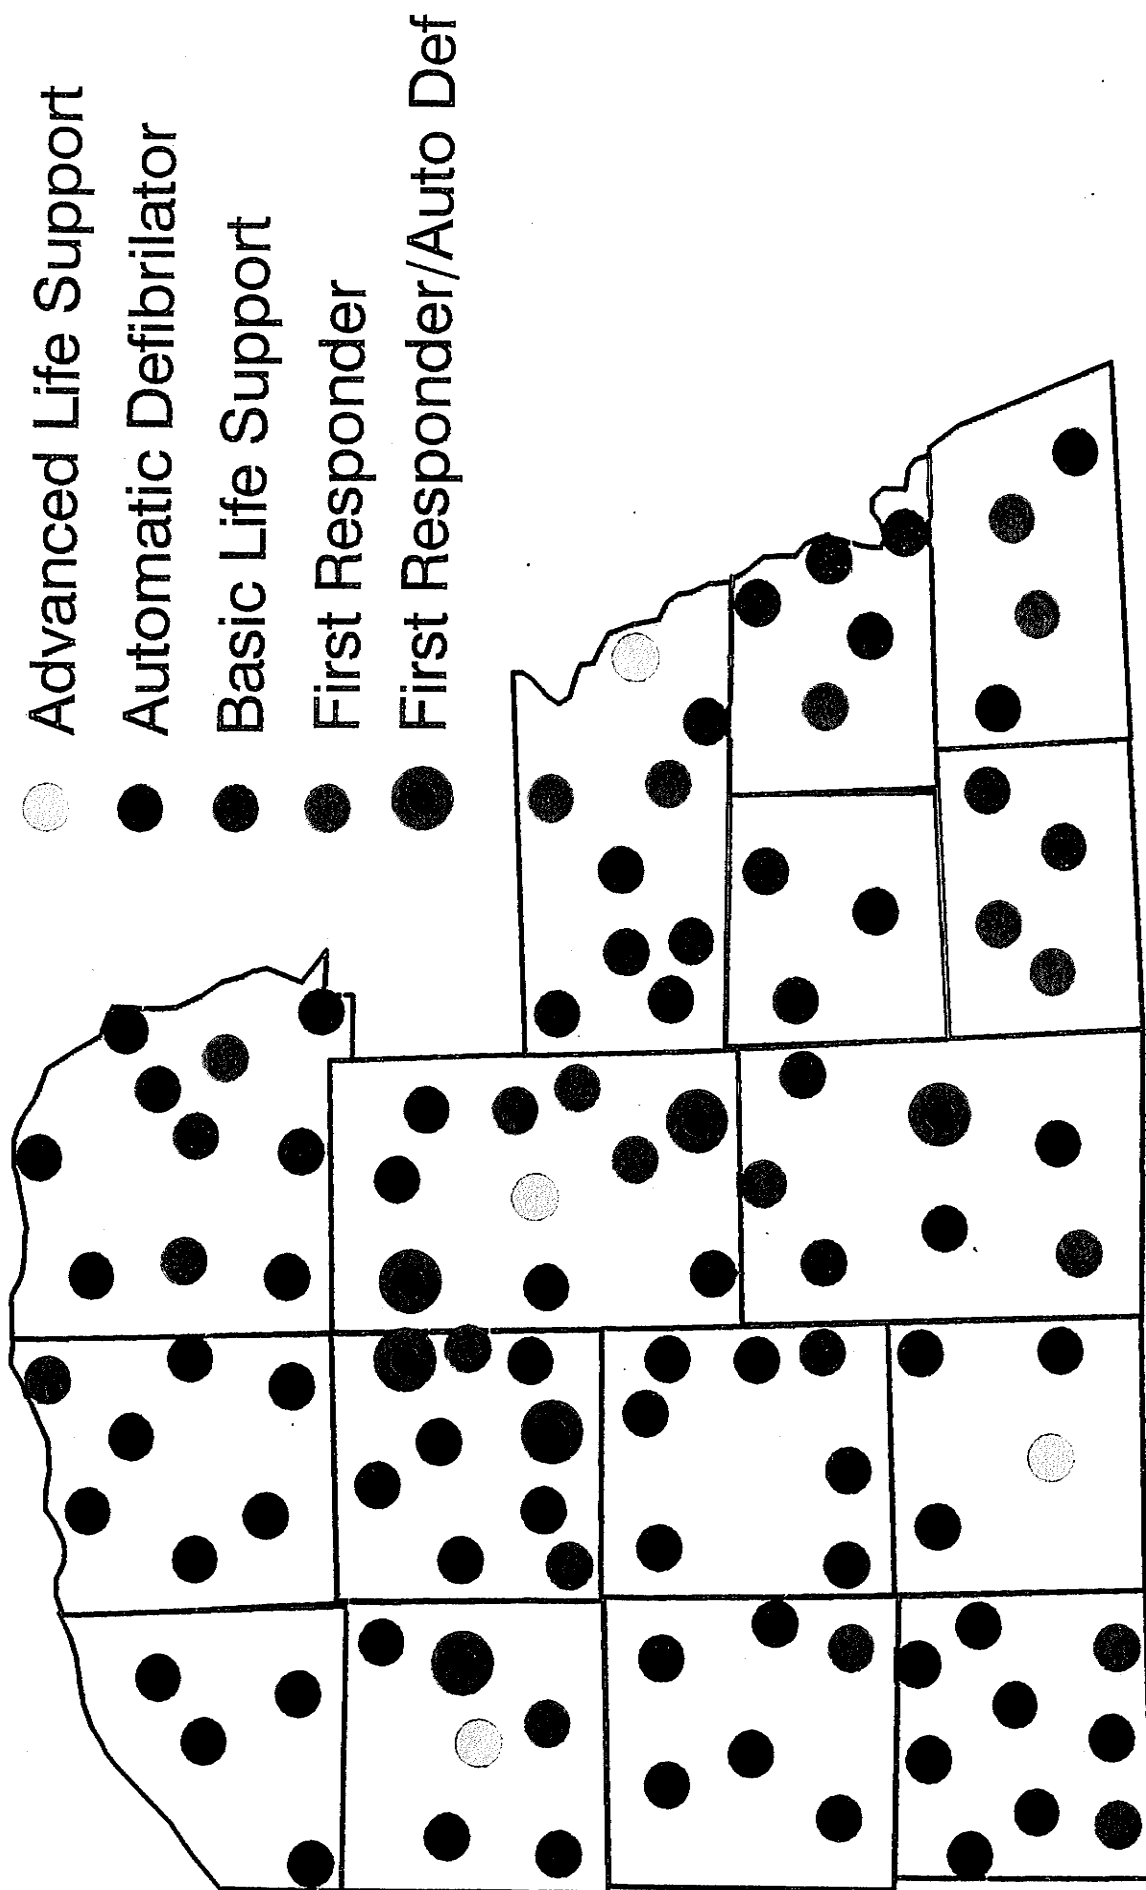 Advanced Life Support
Automatic Defibrilator
Basic Life Support
First Responder
First Responder/Auto Def